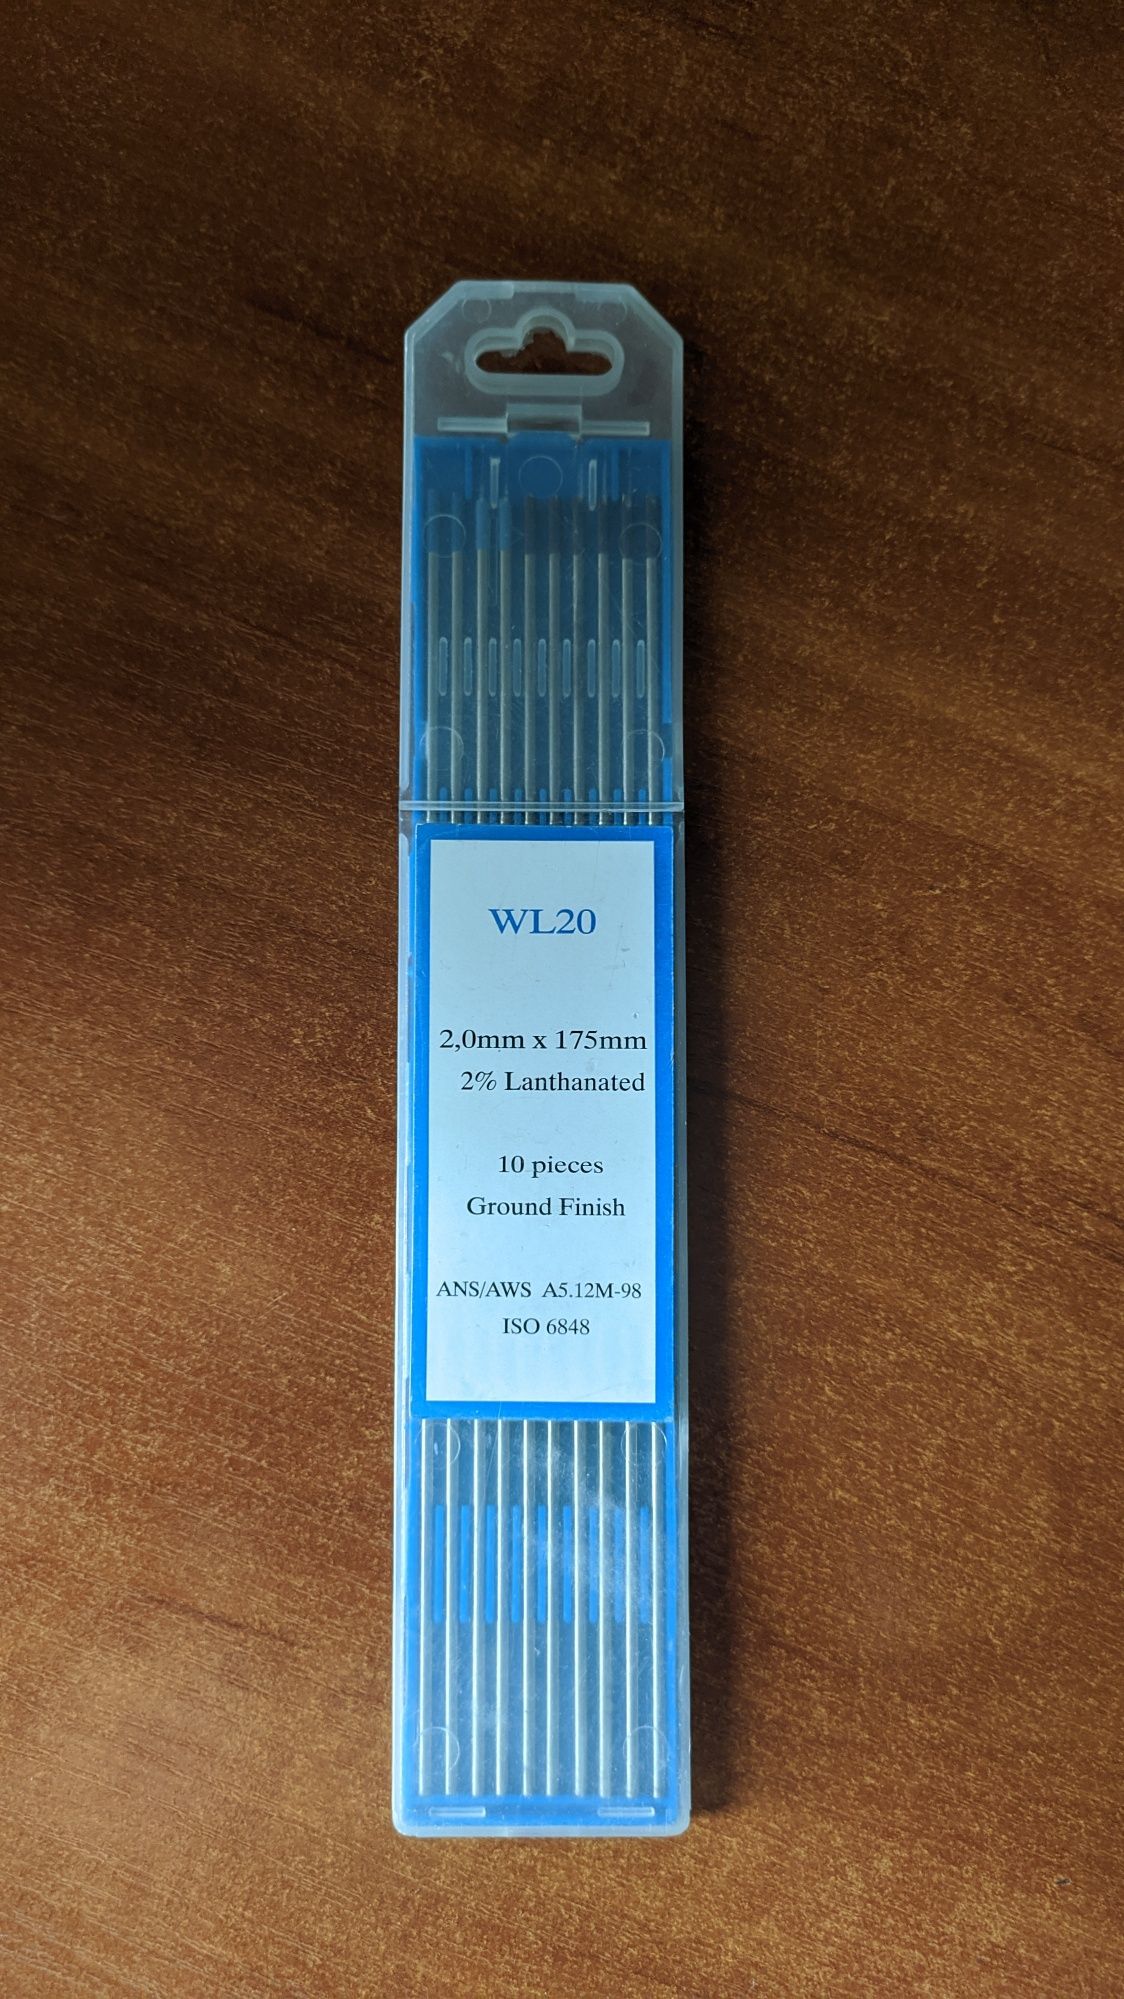 WL20
2,0mm x 175mm
2% Lanthanated
10 pieces
Ground Finish
ANS/AWS A5.12M-98
ISO 6848